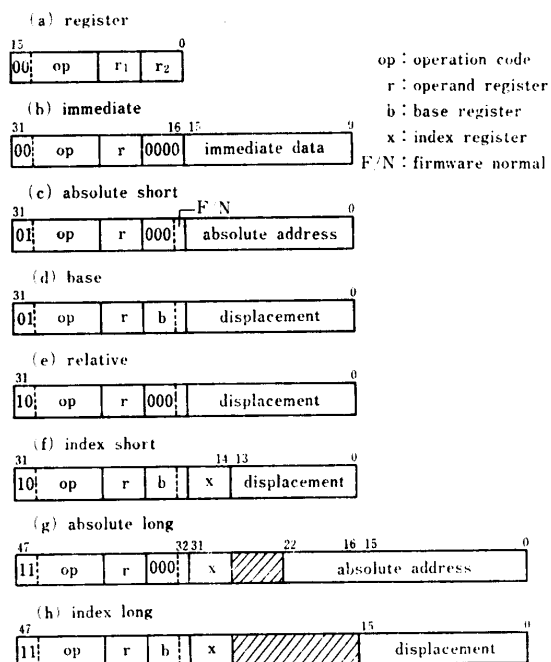 (a) register
15 0
00 op r1 r2
op : operation code
r : operand register
b : base register
x : index register
F/N : firmware normal
(b) immediate
31 16 15 0
00 op r 0000 immediate data
(c) absolute short
31 F/N 0
01 op r 000 absolute address
(d) base
31 0
01 op r b displacement
(e) relative
31 0
10 op r 000 displacement
(f) index short
31 14 13 0
10 op r b x displacement
(g) absolute long
47 32 31 22 16 15 0
11 op r 000 x absolute address
(h) index long
47 15 0
11 op r b x displacement